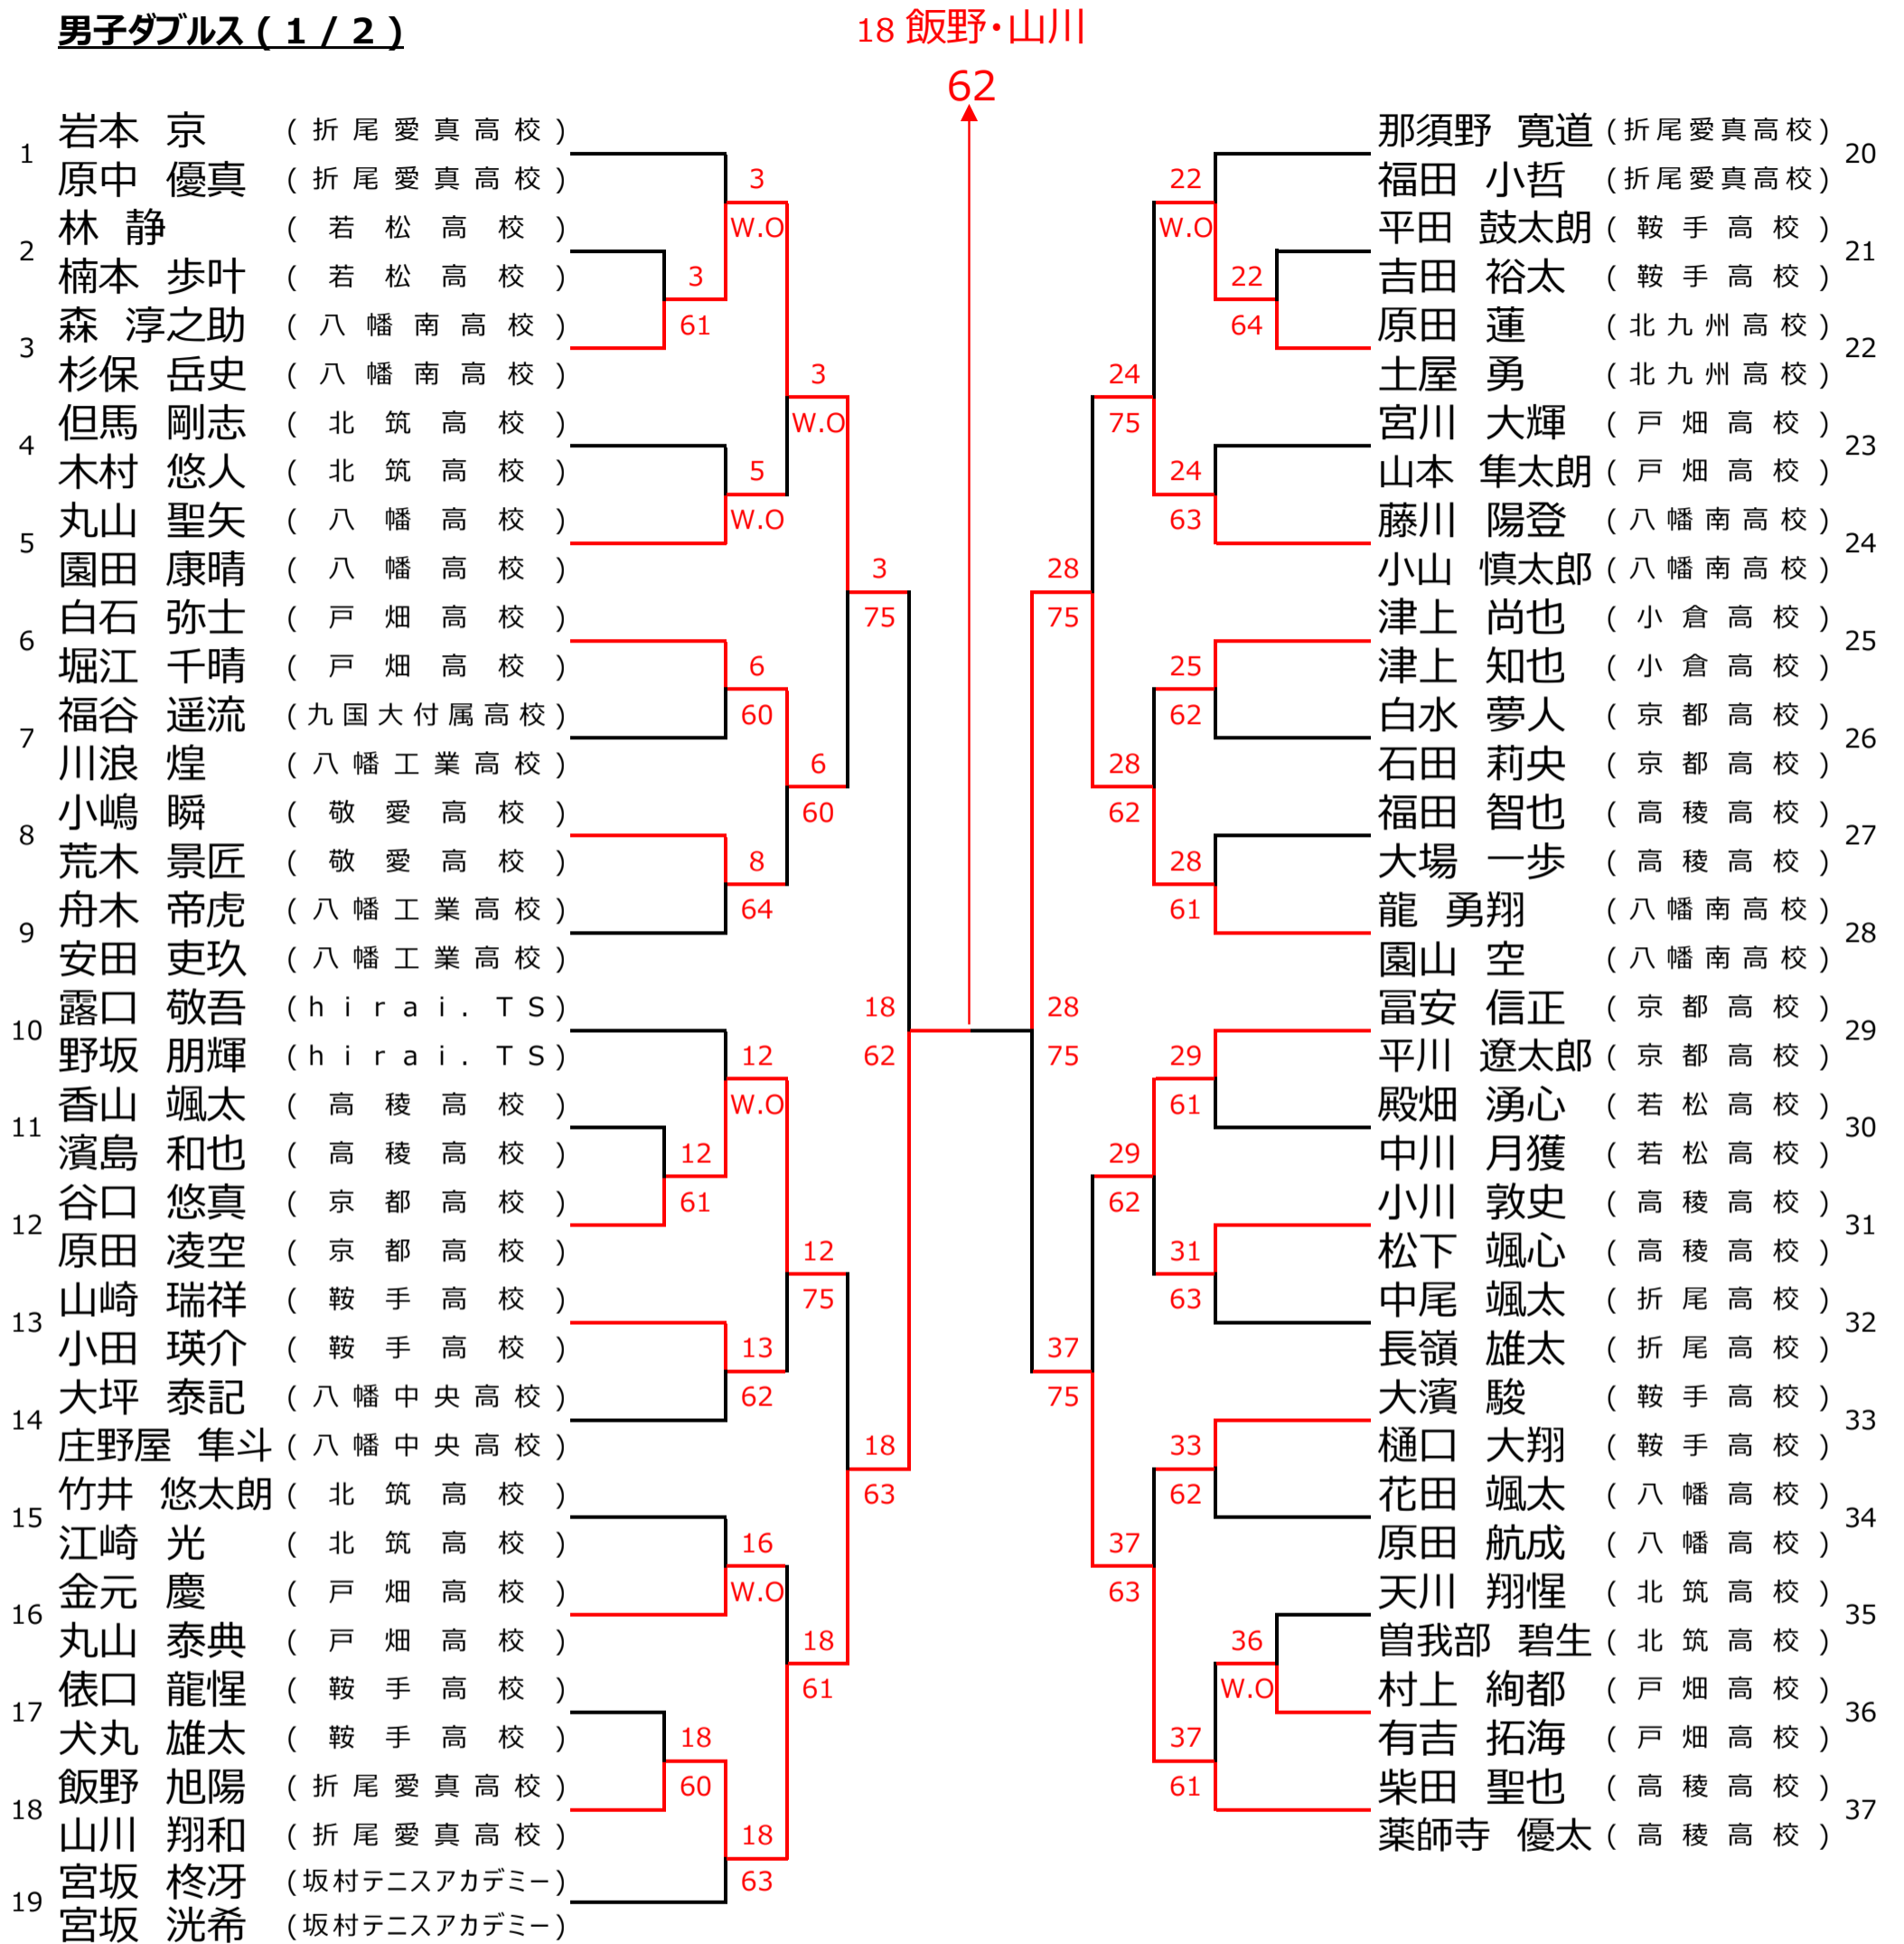 男子ダブルス ( 1 / 2 )
18 飯野・山川
62
1
岩本 京 (折尾愛真高校)
原中 優真 (折尾愛真高校)
2
林 静 (若松高校)
楠本 歩叶 (若松高校)
3
森 淳之助 (八幡南高校)
杉保 岳史 (八幡南高校)
4
但馬 剛志 (北筑高校)
木村 悠人 (北筑高校)
5
丸山 聖矢 (八幡高校)
園田 康晴 (八幡高校)
6
白石 弥士 (戸畑高校)
堀江 千晴 (戸畑高校)
7
福谷 遥流 (九国大付属高校)
川浪 煌 (八幡工業高校)
8
小嶋 瞬 (敬愛高校)
荒木 景匠 (敬愛高校)
9
舟木 帝虎 (八幡工業高校)
安田 吏玖 (八幡工業高校)
10
露口 敬吾 (hirai.TS)
野坂 朋輝 (hirai.TS)
11
香山 颯太 (高稜高校)
濱島 和也 (高稜高校)
12
谷口 悠真 (京都高校)
原田 凌空 (京都高校)
13
山崎 瑞祥 (鞍手高校)
小田 瑛介 (鞍手高校)
14
大坪 泰記 (八幡中央高校)
庄野屋 隼斗 (八幡中央高校)
15
竹井 悠太朗 (北筑高校)
江崎 光 (北筑高校)
16
金元 慶 (戸畑高校)
丸山 泰典 (戸畑高校)
17
俵口 龍惺 (鞍手高校)
犬丸 雄太 (鞍手高校)
18
飯野 旭陽 (折尾愛真高校)
山川 翔和 (折尾愛真高校)
19
宮坂 柊冴 (坂村テニスアカデミー)
宮坂 洸希 (坂村テニスアカデミー)
3
61
12
61
18
60
3
W.O
5
W.O
6
60
8
64
12
W.O
13
62
16
W.O
18
63
3
W.O
6
60
12
75
18
61
3
75
18
63
18
62
28
75
28
75
37
75
24
75
28
62
29
62
37
63
22
W.O
24
63
25
62
28
61
29
61
31
63
33
62
37
61
22
64
36
W.O
那須野 寛道 (折尾愛真高校)
福田 小哲 (折尾愛真高校)
20
平田 鼓太朗 (鞍手高校)
吉田 裕太 (鞍手高校)
21
原田 蓮 (北九州高校)
土屋 勇 (北九州高校)
22
宮川 大輝 (戸畑高校)
山本 隼太朗 (戸畑高校)
23
藤川 陽登 (八幡南高校)
小山 慎太郎 (八幡南高校)
24
津上 尚也 (小倉高校)
津上 知也 (小倉高校)
25
白水 夢人 (京都高校)
石田 莉央 (京都高校)
26
福田 智也 (高稜高校)
大場 一歩 (高稜高校)
27
龍 勇翔 (八幡南高校)
園山 空 (八幡南高校)
28
冨安 信正 (京都高校)
平川 遼太郎 (京都高校)
29
殿畑 湧心 (若松高校)
中川 月獲 (若松高校)
30
小川 敦史 (高稜高校)
松下 颯心 (高稜高校)
31
中尾 颯太 (折尾高校)
長嶺 雄太 (折尾高校)
32
大濱 駿 (鞍手高校)
樋口 大翔 (鞍手高校)
33
花田 颯太 (八幡高校)
原田 航成 (八幡高校)
34
天川 翔惺 (北筑高校)
曽我部 碧生 (北筑高校)
35
村上 絢都 (戸畑高校)
有吉 拓海 (戸畑高校)
36
柴田 聖也 (高稜高校)
薬師寺 優太 (高稜高校)
37